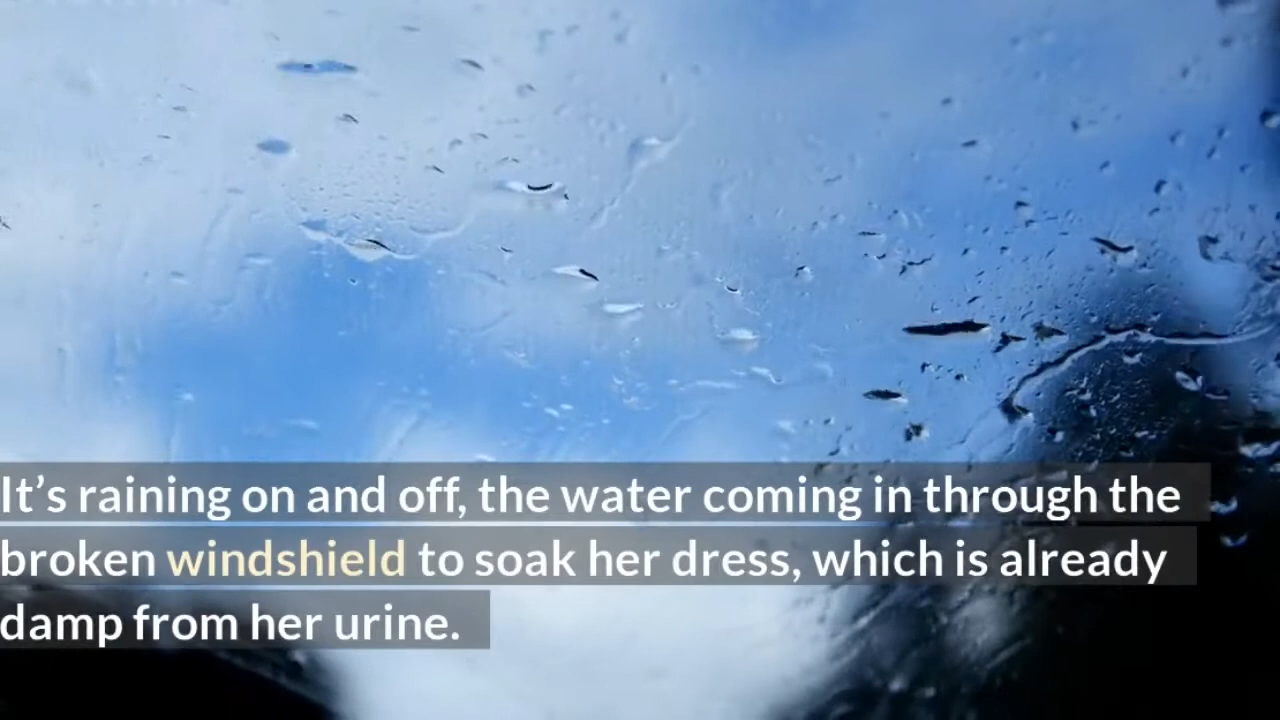 It’s raining on and off, the water coming in through the
broken windshield to soak her dress, which is already
damp from her urine.